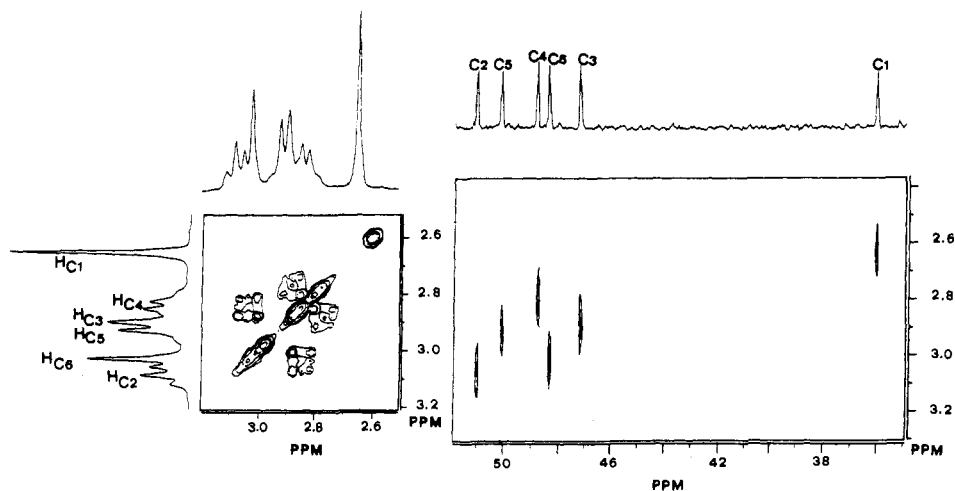 C2 C5 C4 C6 C3 C1
HC1
HC4
HC3
HC5
HC6
HC2
2.6
2.8
3.0
3.2
PPM
3.0 2.8 2.6
PPM
2.6
2.8
3.0
3.2
PPM
50 46 42 38
PPM